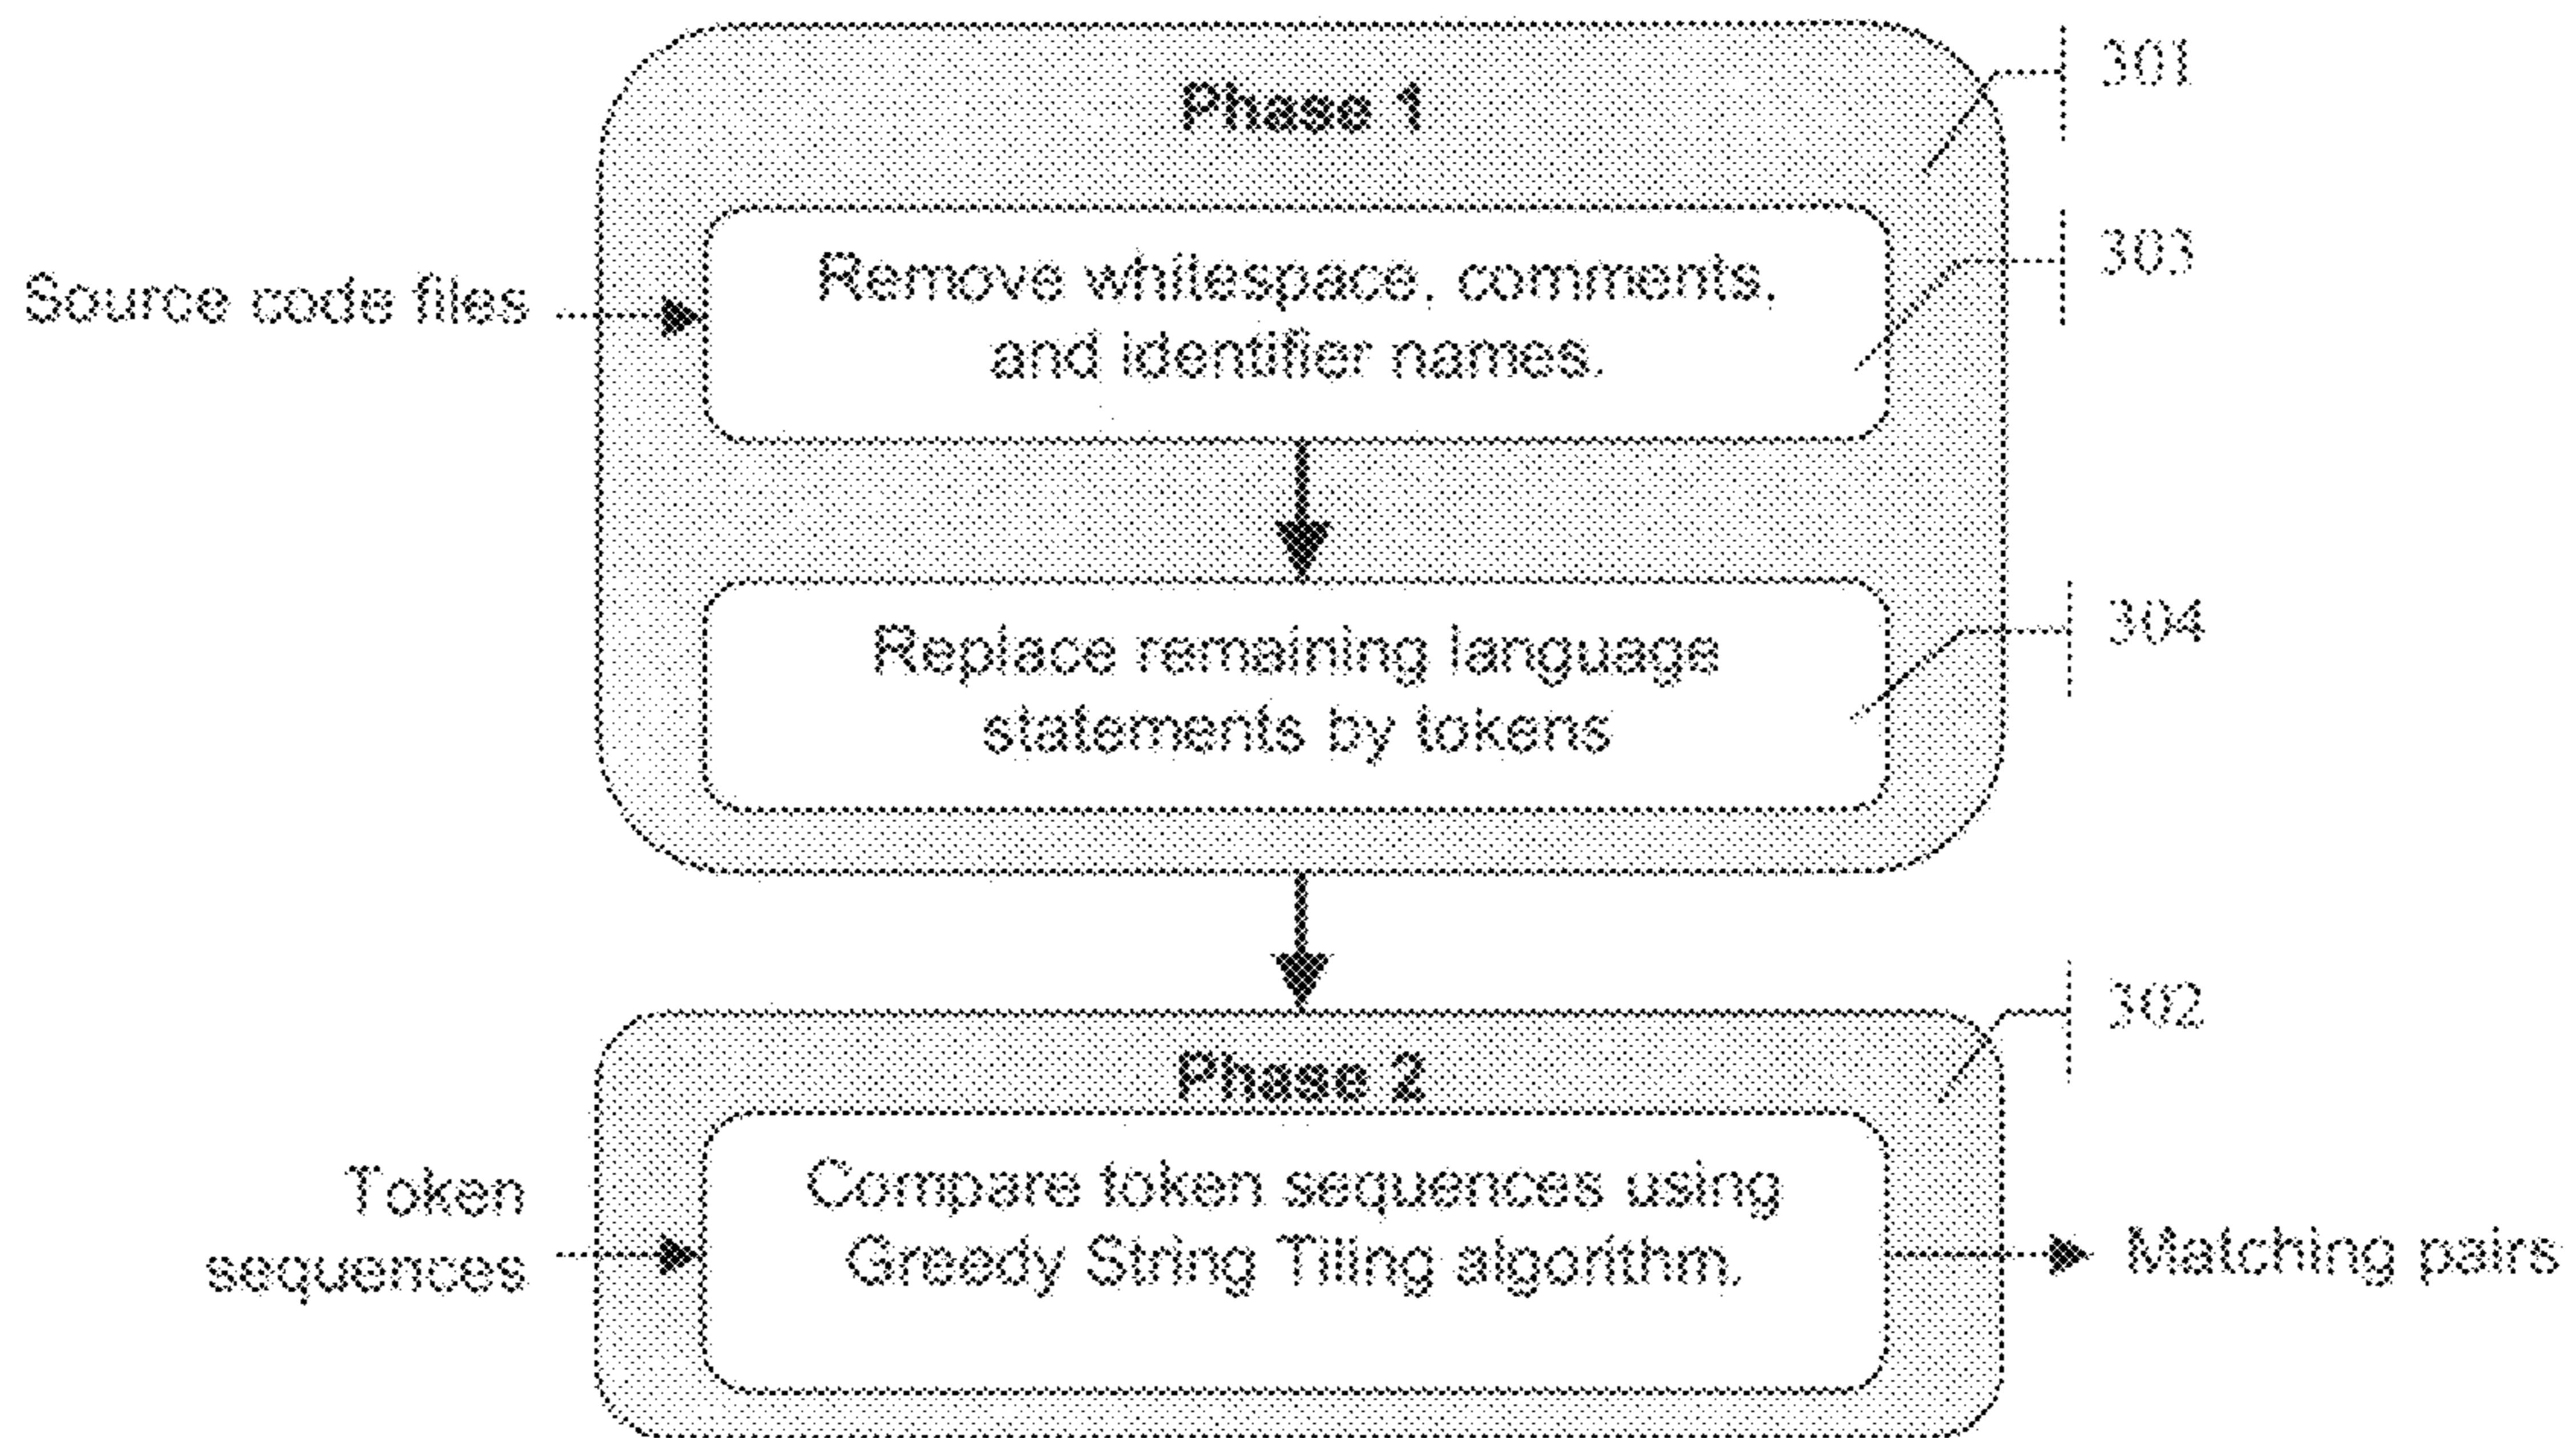 Phase 1
301
Source code files
Remove whitespace, comments,
and identifier names.
303
Replace remaining language
statements by tokens
304
Phase 2
302
Token
sequences
Compare token sequences using
Greedy String Tiling algorithm.
Matching pairs